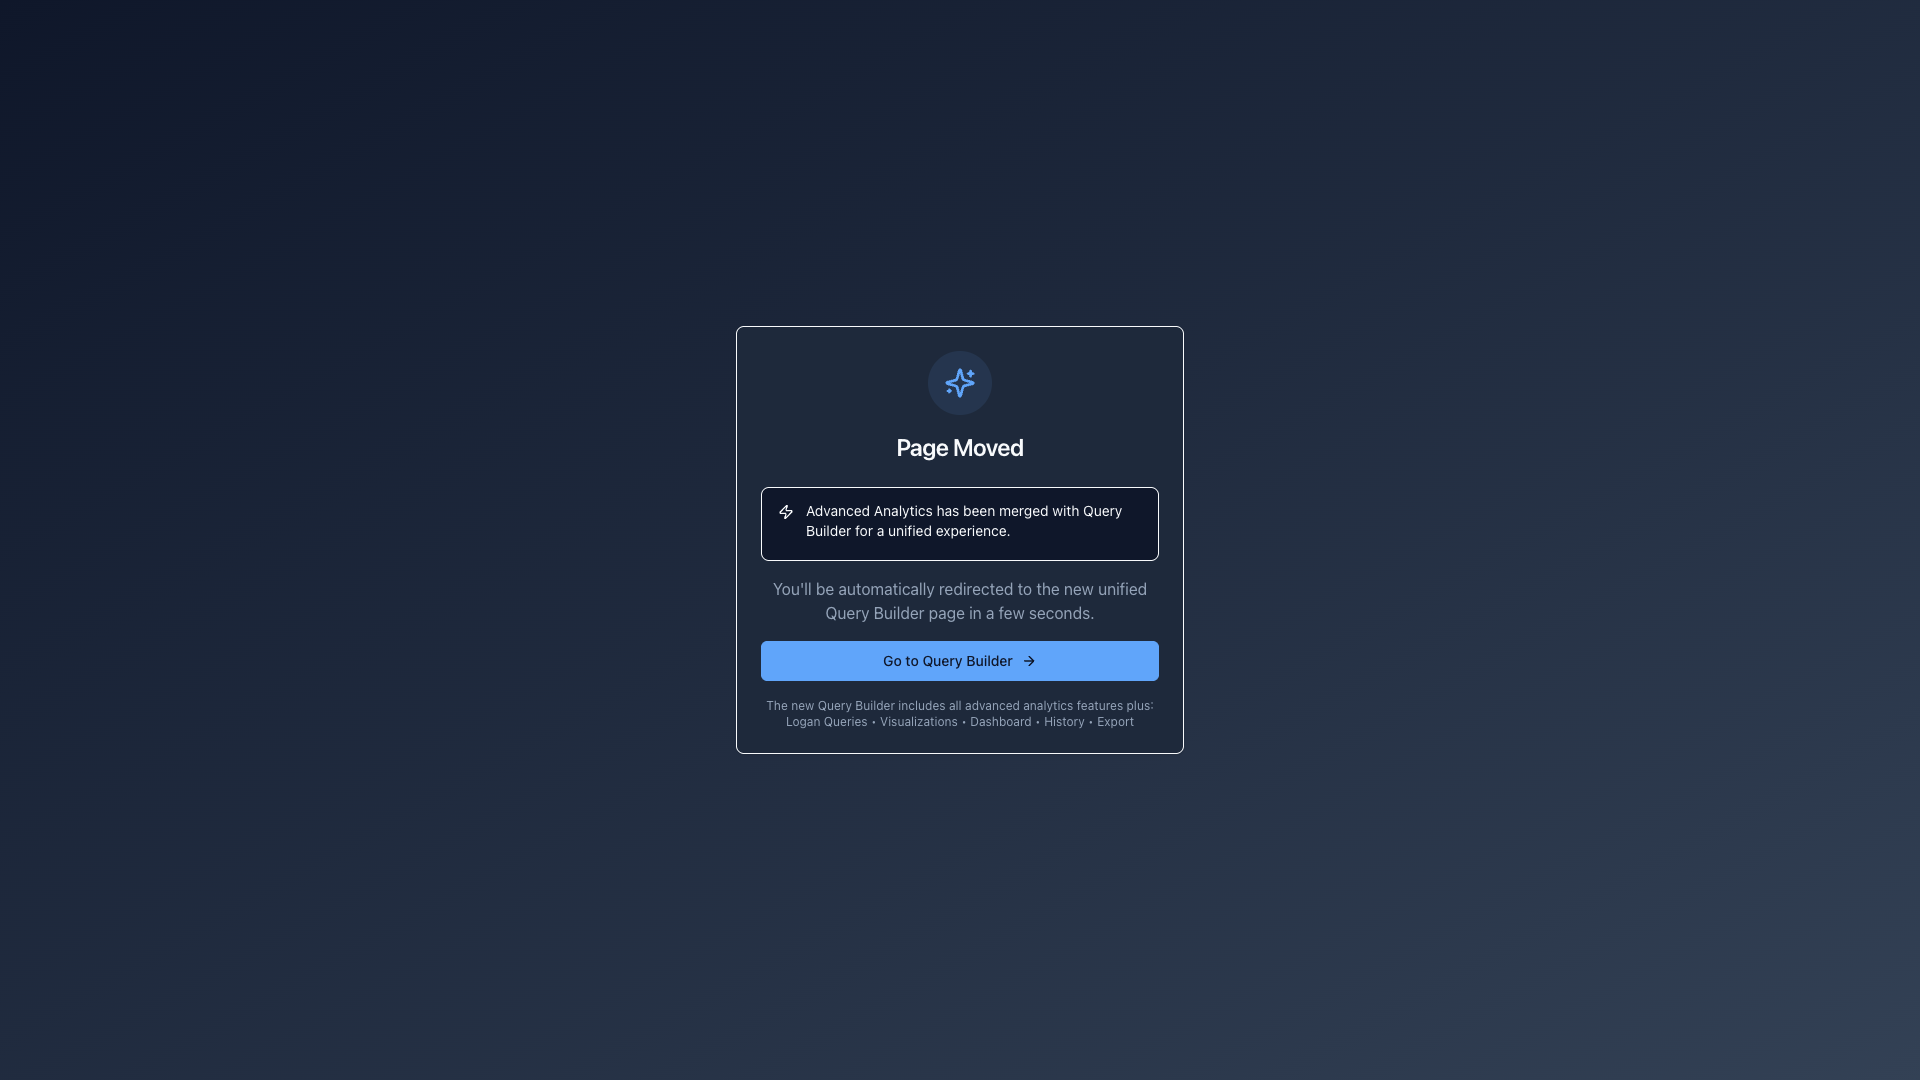 Page Moved
Advanced Analytics has been merged with Query
Builder for a unified experience.
You'll be automatically redirected to the new unified
Query Builder page in a few seconds.
Go to Query Builder
The new Query Builder includes all advanced analytics features plus:
Logan Queries • Visualizations • Dashboard • History • Export